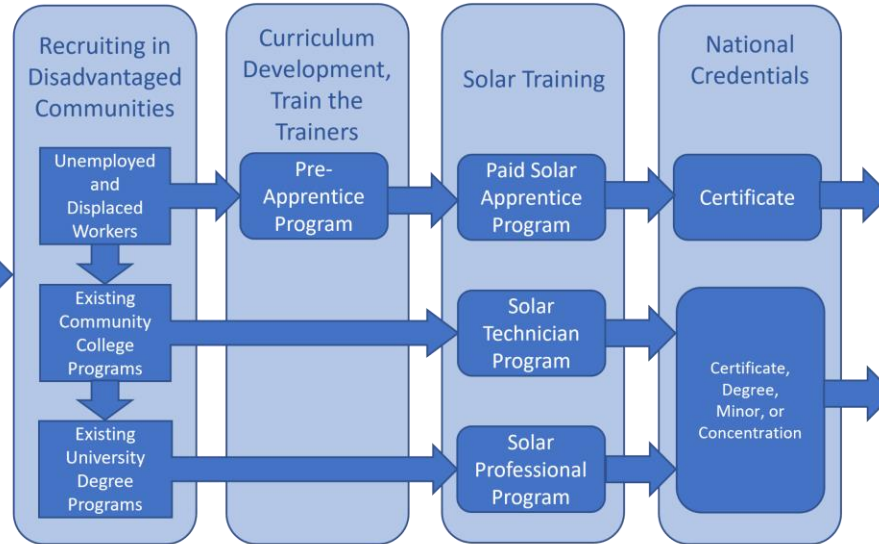 Recruiting in
Disadvantaged
Communities
Unemployed
and
Displaced
Workers
Existing
Community
College
Programs
Existing
University
Degree
Programs
Curriculum
Development,
Train the
Trainers
Pre-
Apprentice
Program
Solar Training
Paid Solar
Apprentice
Program
Solar
Technician
Program
Solar
Professional
Program
National
Credentials
Certificate
Certificate,
Degree,
Minor, or
Concentration